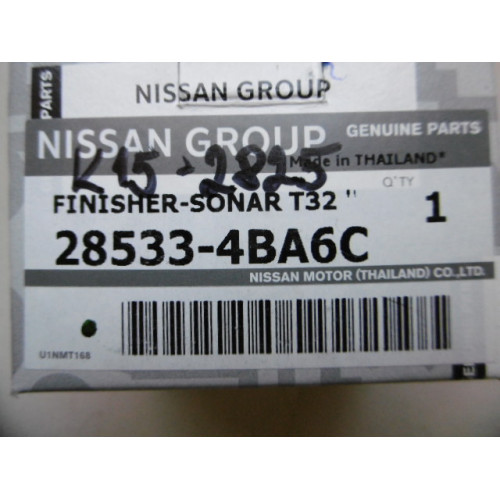 PARTS
NISSAN GROUP
NISSAN GROUP GENUINE PARTS
K15-2825
Made in THAILAND*
Q'TY
FINISHER-SONAR T32 " 1
28533-4BA6C
NISSAN MOTOR (THAILAND) CO.,LTD.
U1NMT168